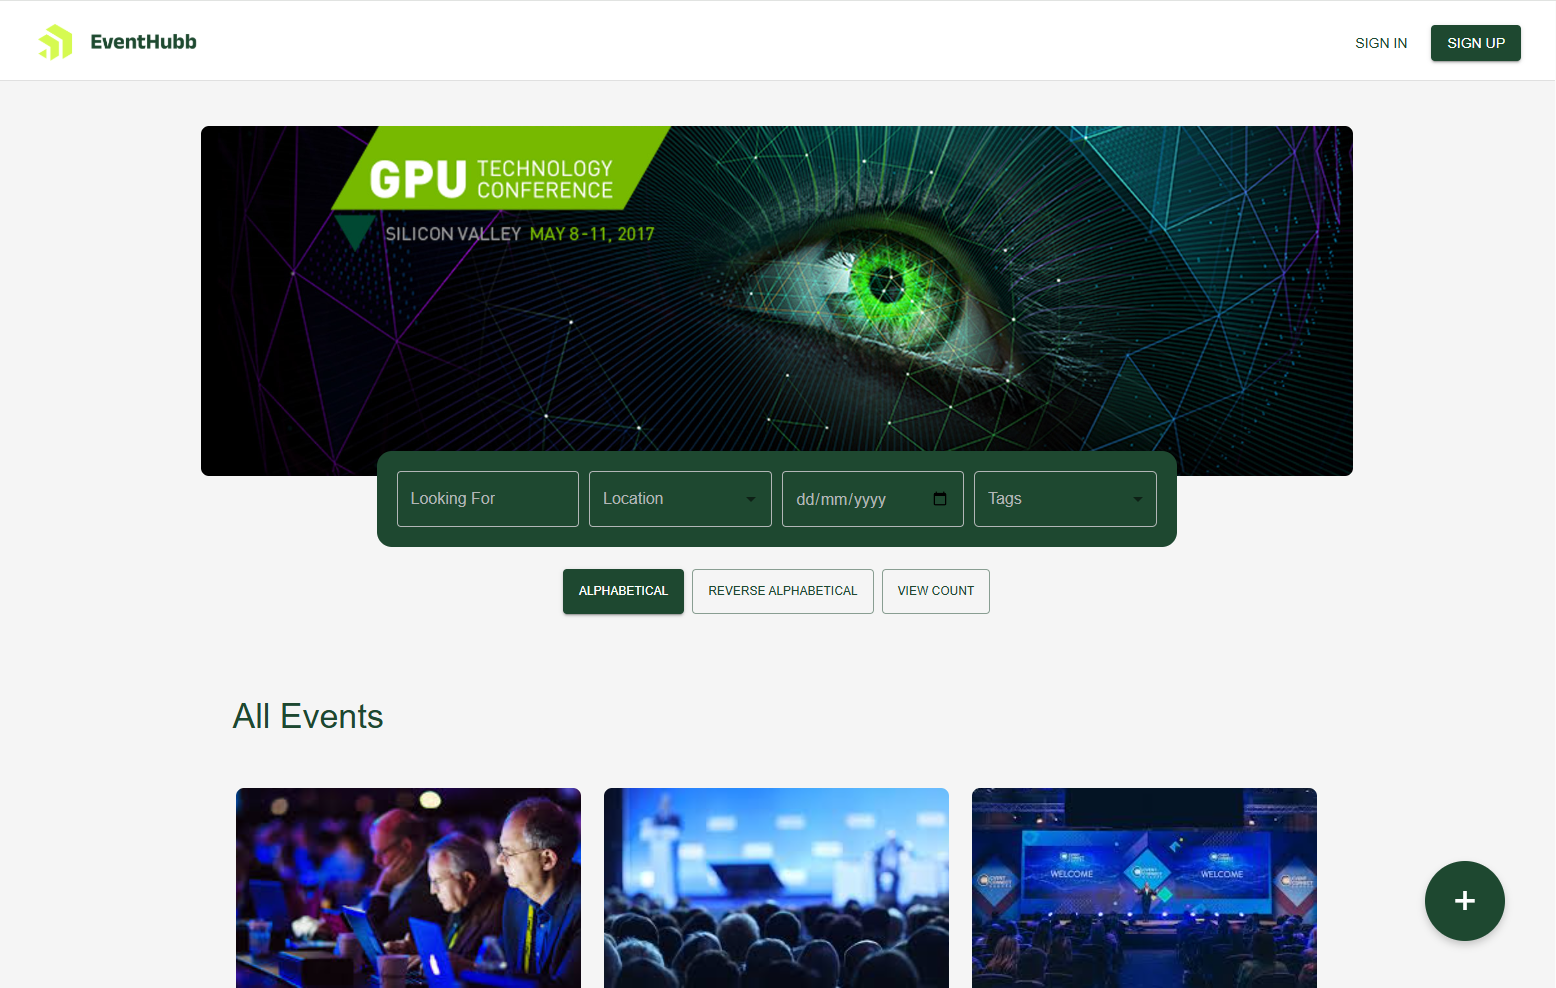 EventHubb
SIGN IN
SIGN UP
GPU TECHNOLOGY
CONFERENCE
SILICON VALLEY MAY 8-11, 2017
Looking For
Location
dd/mm/yyyy
Tags
ALPHABETICAL
REVERSE ALPHABETICAL
VIEW COUNT
All Events
WELCOME
WELCOME
+